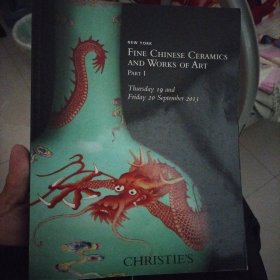 NEW YORK
FINE CHINESE CERAMICS
AND WORKS OF ART
PART I
Thursday 19 and
Friday 20 September 2013
CHRISTIE'S